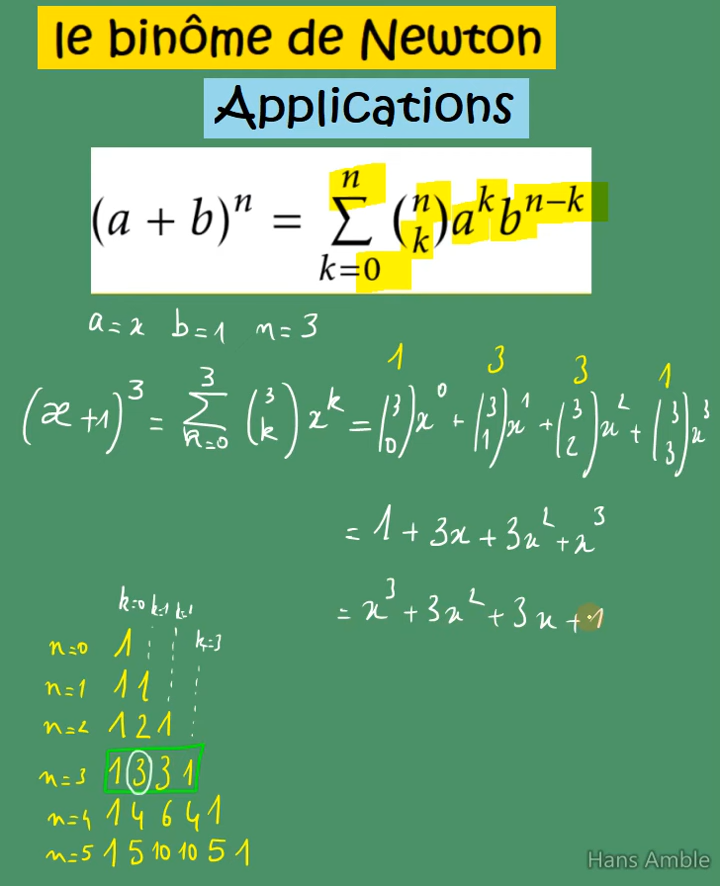 le binôme de Newton
Applications
(a + b)^n = ∑_{k=0}^{n} (n k) a^k b^{n−k}
a=x b=1 n=3
1 3 3 1
(x+1)^3 = ∑_{k=0}^{3} (3 k) x^k = (3 0) x^0 + (3 1) x^1 + (3 2) x^2 + (3 3) x^3
= 1 + 3x + 3x^2 + x^3
= x^3 + 3x^2 + 3x + 1
k=0 k=1
n=0 1 k=3
n=1 1 1
n=2 1 2 1
n=3 1 3 3 1
n=4 1 4 6 4 1
n=5 1 5 10 10 5 1
Hans Amble